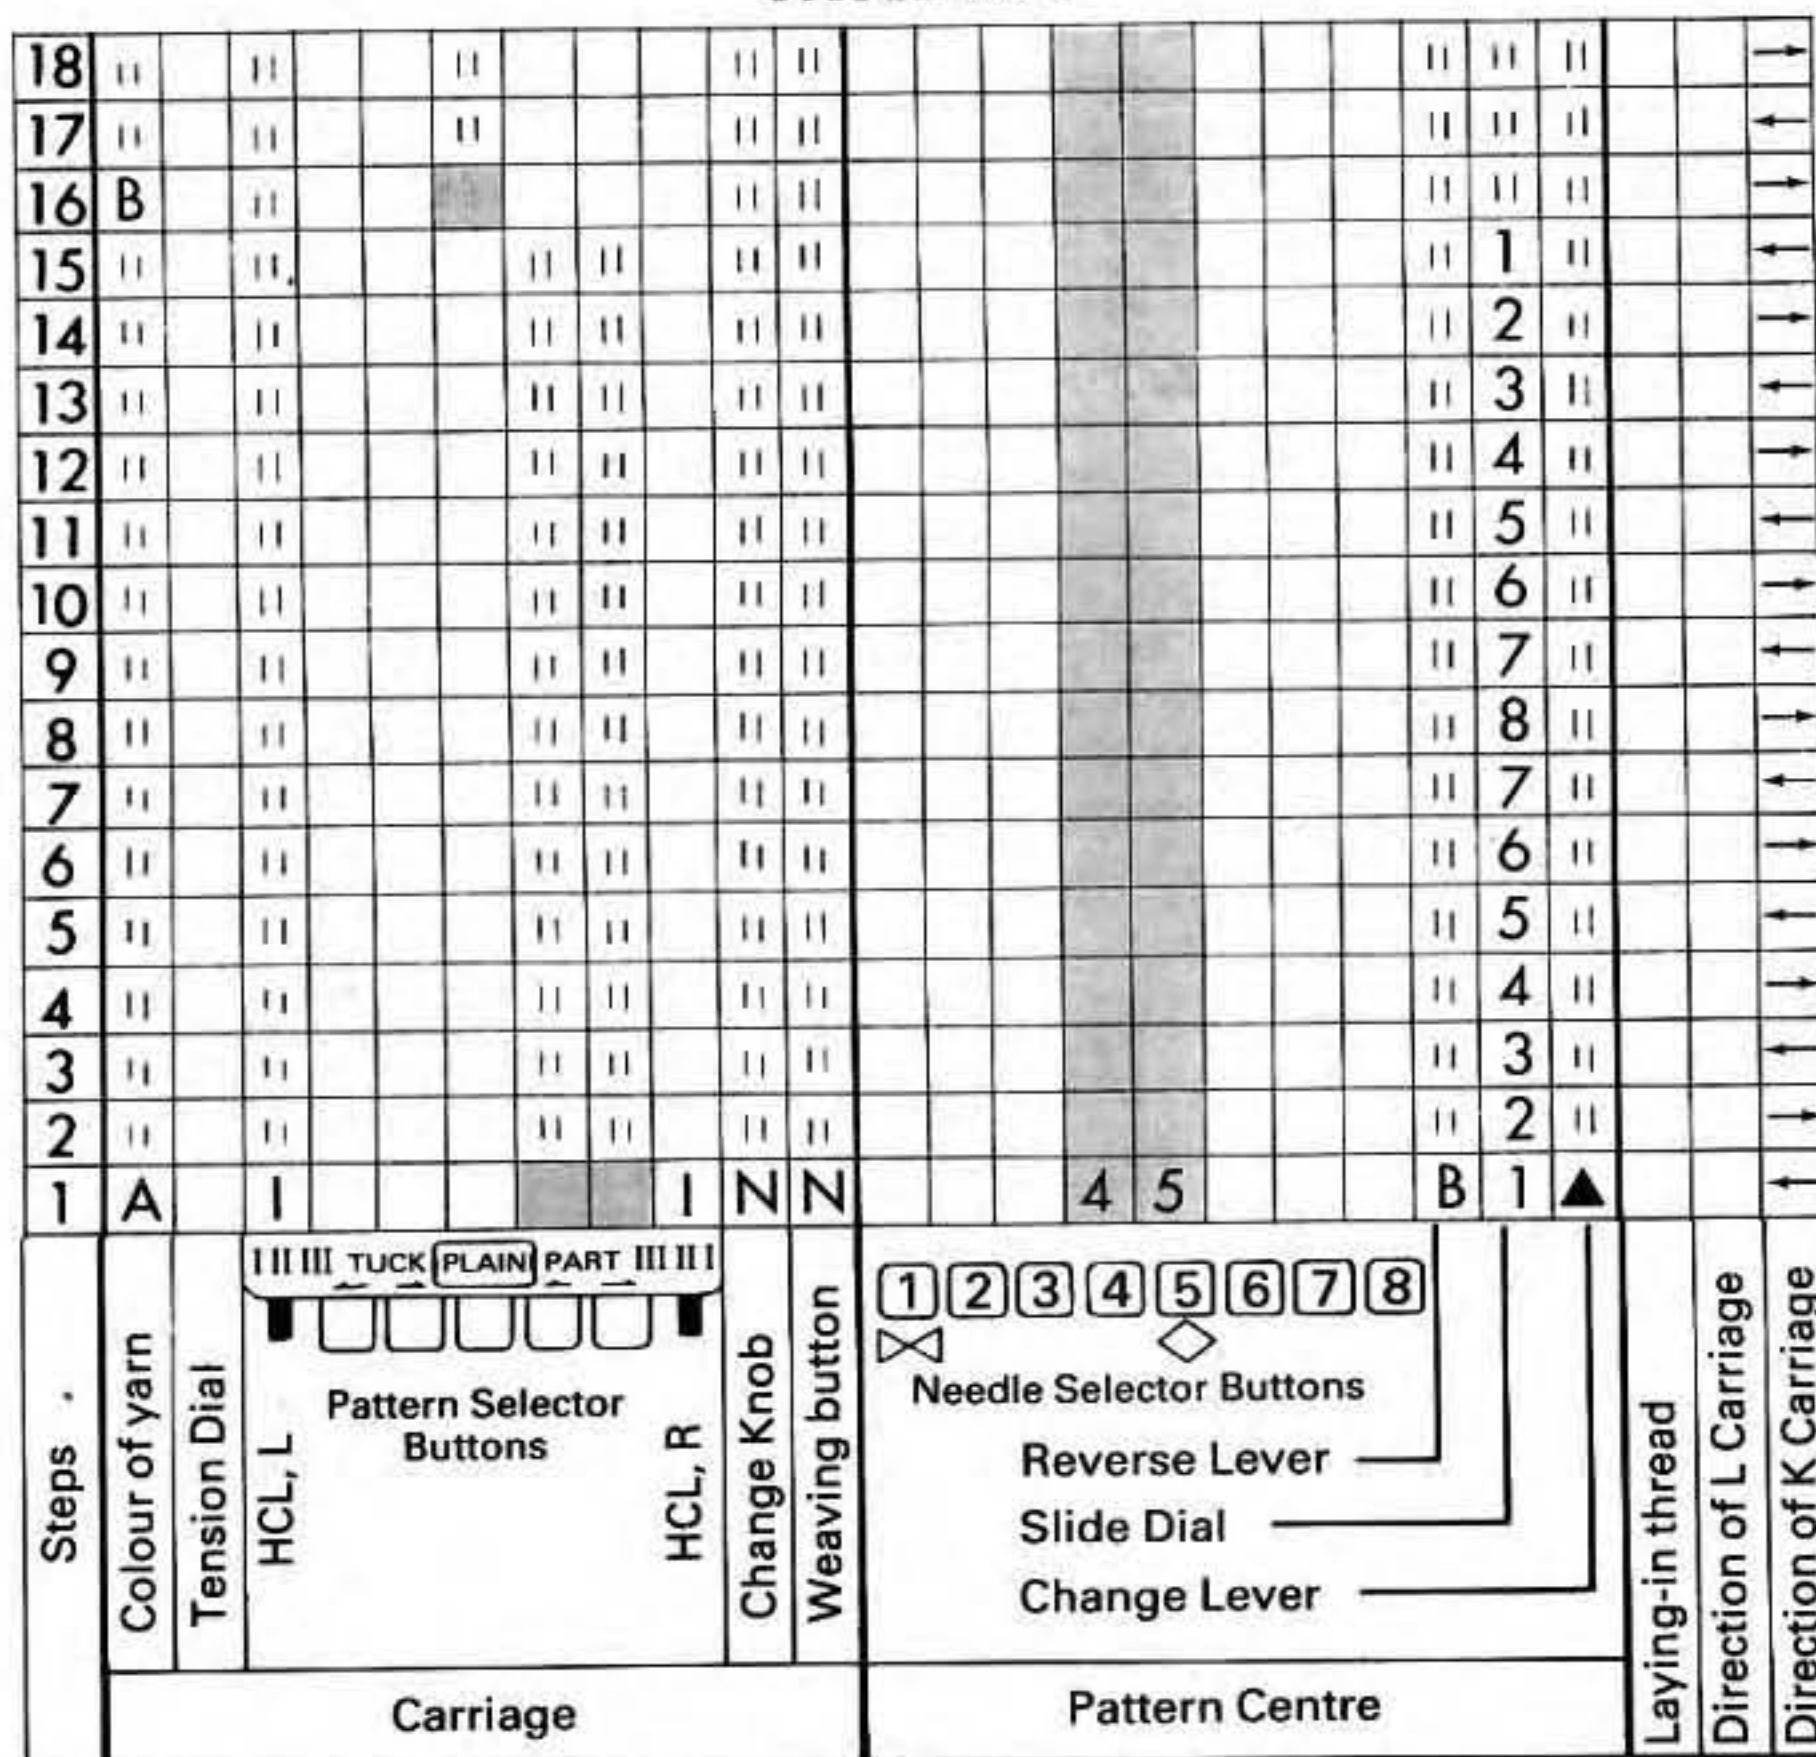 18 " " " " " " " " →
17 " " " " " " " " ←
16 B " " " " " " →
15 " " " " " " " 1 " ←
14 " " " " " " " 2 " →
13 " " " " " " " 3 " ←
12 " " " " " " " 4 " →
11 " " " " " " " 5 " ←
10 " " " " " " " 6 " →
9 " " " " " " " 7 " ←
8 " " " " " " " 8 " →
7 " " " " " " " 7 " ←
6 " " " " " " " 6 " →
5 " " " " " " " 5 " ←
4 " " " " " " " 4 " →
3 " " " " " " " 3 " ←
2 " " " " " " " 2 " →
1 A I I N N 4 5 B 1 ▲ ←
Steps
Colour of yarn
Tension Dial
HCL, L
I II III TUCK PLAIN PART III II I
Pattern Selector
Buttons
HCL, R
Change Knob
Weaving button
1 2 3 4 5 6 7 8
Needle Selector Buttons
Reverse Lever
Slide Dial
Change Lever
Laying-in thread
Direction of L Carriage
Direction of K Carriage
Carriage
Pattern Centre